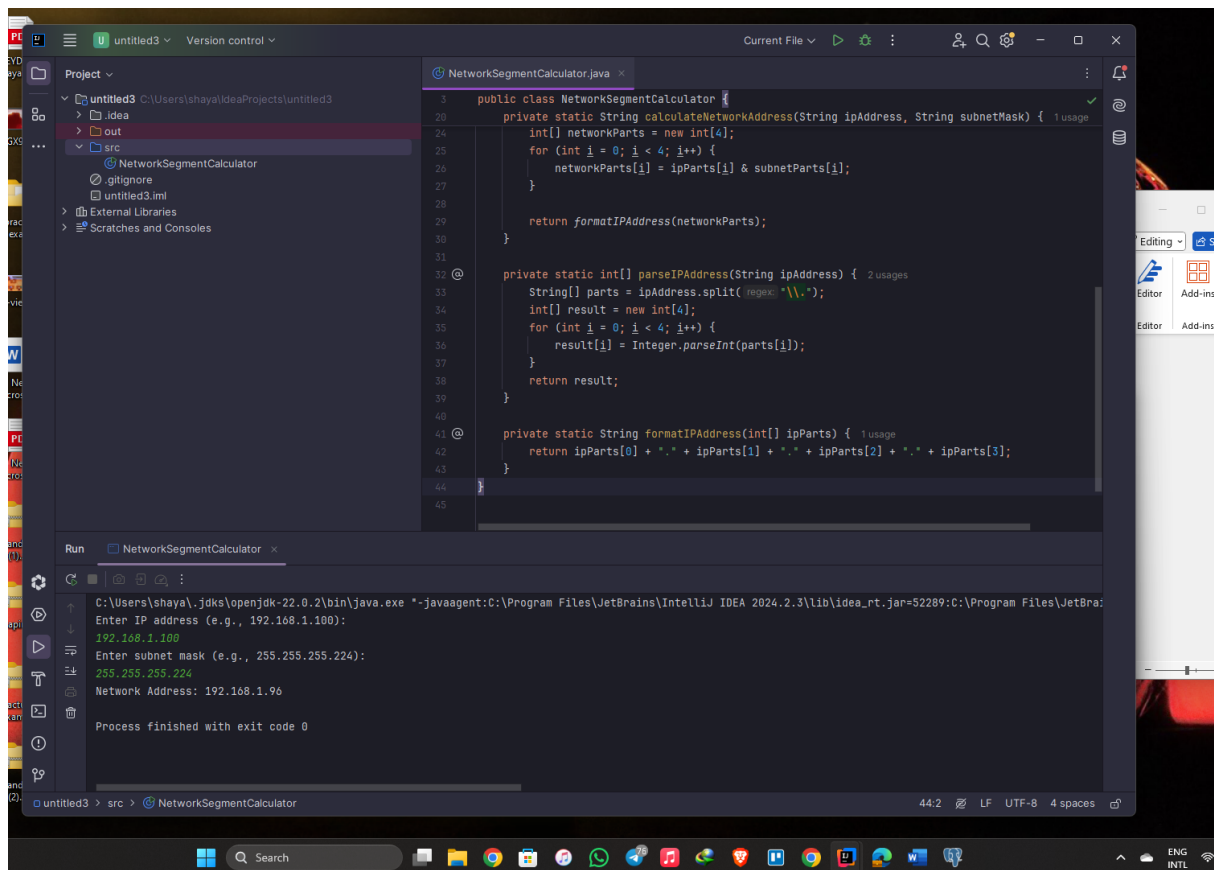 U untitled3 Version control Current File
Project
NetworkSegmentCalculator.java
untitled3 C:\Users\shaya\IdeaProjects\untitled3
.idea
out
src
NetworkSegmentCalculator
.gitignore
untitled3.iml
External Libraries
Scratches and Consoles
3 public class NetworkSegmentCalculator {
20 private static String calculateNetworkAddress(String ipAddress, String subnetMask) { 1 usage
24 int[] networkParts = new int[4];
25 for (int i = 0; i < 4; i++) {
26 networkParts[i] = ipParts[i] & subnetParts[i];
27 }
28
29 return formatIPAddress(networkParts);
30 }
31
32 @ private static int[] parseIPAddress(String ipAddress) { 2 usages
33 String[] parts = ipAddress.split( regex: "\\.");
34 int[] result = new int[4];
35 for (int i = 0; i < 4; i++) {
36 result[i] = Integer.parseInt(parts[i]);
37 }
38 return result;
39 }
40
41 @ private static String formatIPAddress(int[] ipParts) { 1 usage
42 return ipParts[0] + "." + ipParts[1] + "." + ipParts[2] + "." + ipParts[3];
43 }
44 }
45
Run NetworkSegmentCalculator
C:\Users\shaya\.jdks\openjdk-22.0.2\bin\java.exe "-javaagent:C:\Program Files\JetBrains\IntelliJ IDEA 2024.2.3\lib\idea_rt.jar=52289:C:\Program Files\JetBrai
Enter IP address (e.g., 192.168.1.100):
192.168.1.100
Enter subnet mask (e.g., 255.255.255.224):
255.255.255.224
Network Address: 192.168.1.96
Process finished with exit code 0
untitled3 > src > NetworkSegmentCalculator 44:2 LF UTF-8 4 spaces
Editing
Editor Add-ins
Editor Add-ins
Search
76
ENG
INTL